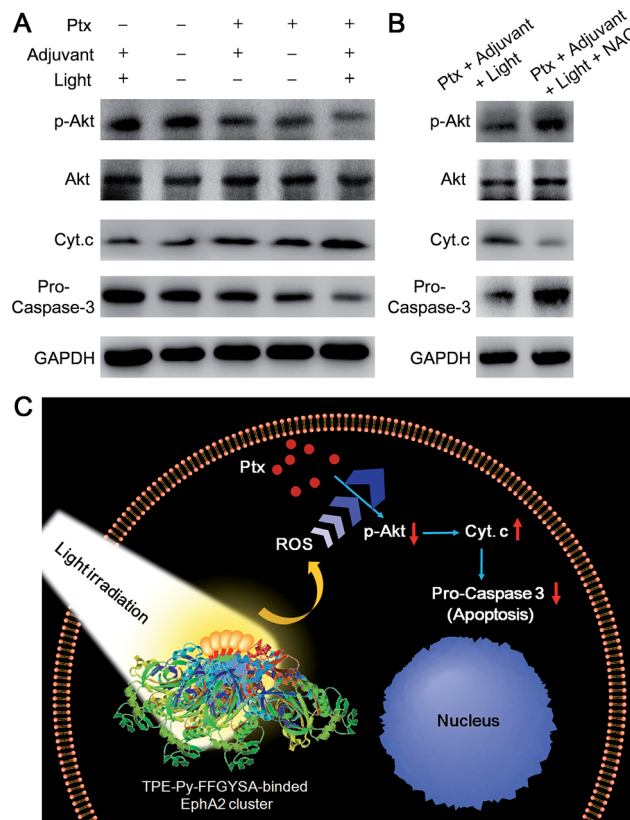 A
Ptx – – + + +
Adjuvant + – + – +
Light + – – – +
p-Akt
Akt
Cyt.c
Pro-
Caspase-3
GAPDH
B
Ptx + Adjuvant
+ Light
Ptx + Adjuvant
+ Light + NAC
p-Akt
Akt
Cyt.c
Pro-
Caspase-3
GAPDH
C
Ptx
Light irradiation
ROS
p-Akt
Cyt. c
Pro-Caspase 3
(Apoptosis)
Nucleus
TPE-Py-FFGYSA-binded
EphA2 cluster